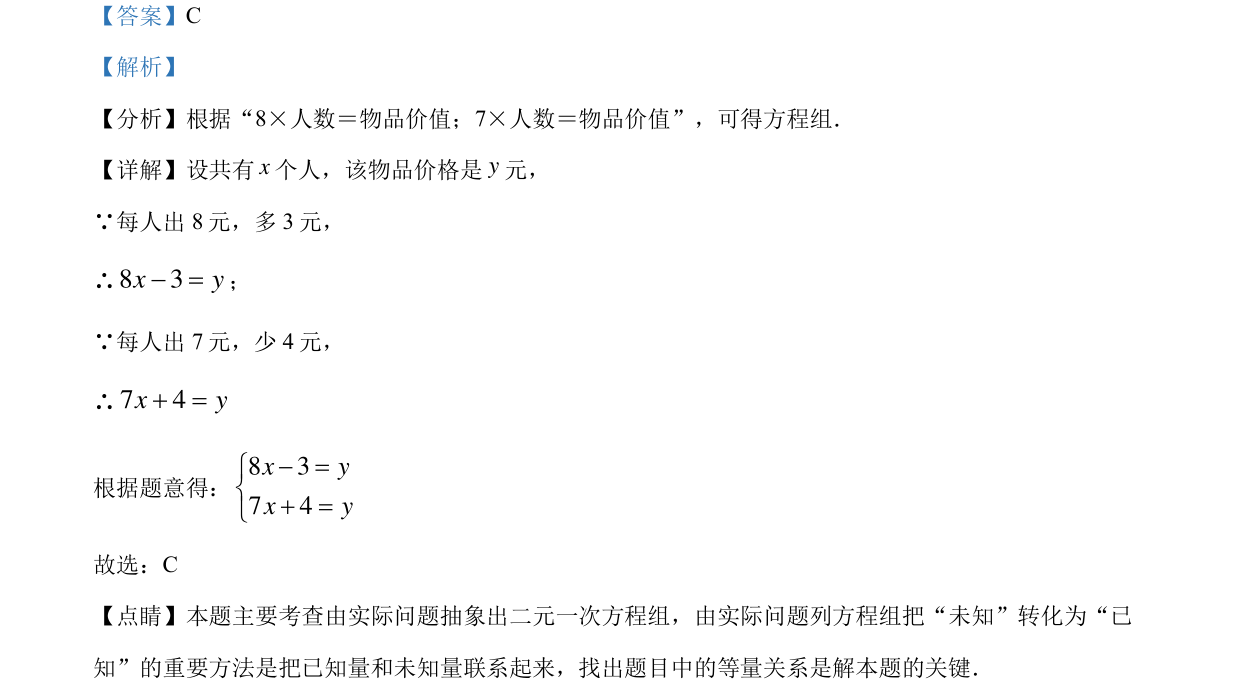 【答案】C
【解析】
【分析】根据“8×人数＝物品价值；7×人数＝物品价值”，可得方程组．
【详解】设共有 x 个人，该物品价格是 y 元，
∵每人出 8 元，多 3 元，
∴8x－3＝y；
∵每人出 7 元，少 4 元，
∴7x＋4＝y
根据题意得：{8x－3＝y
7x＋4＝y
故选：C
【点睛】本题主要考查由实际问题抽象出二元一次方程组，由实际问题列方程组把“未知”转化为“已
知”的重要方法是把已知量和未知量联系起来，找出题目中的等量关系是解本题的关键．